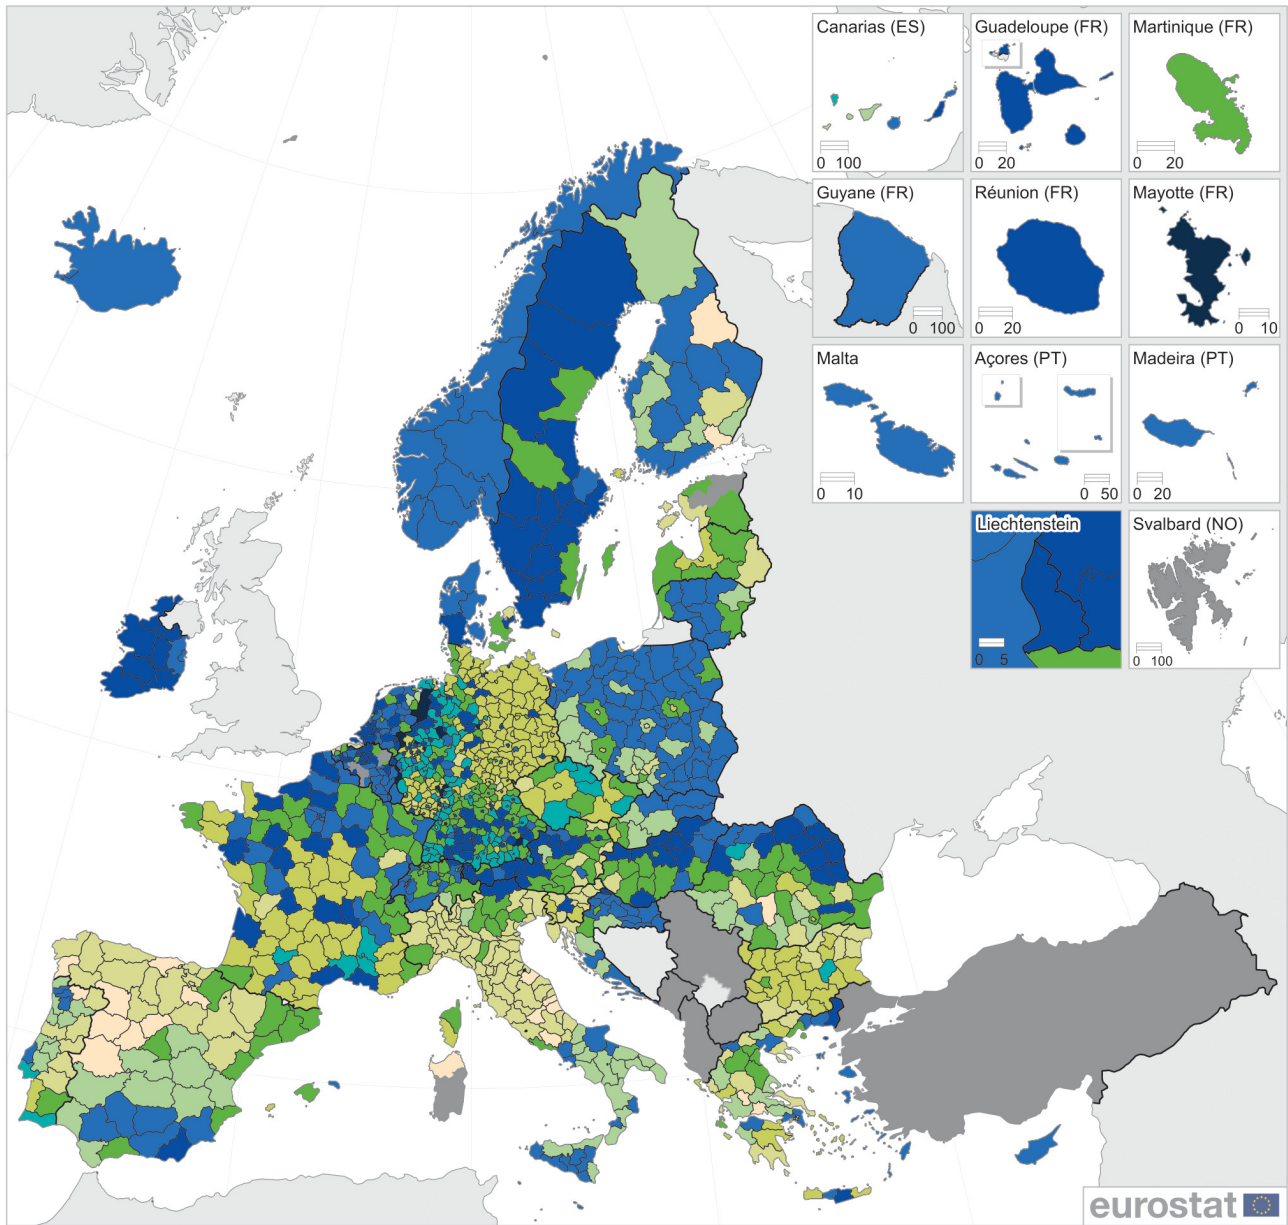 Canarias (ES)
0 100
Guadeloupe (FR)
0 20
Martinique (FR)
0 20
Guyane (FR)
0 100
Réunion (FR)
0 20
Mayotte (FR)
0 10
Malta
0 10
Açores (PT)
0 50
Madeira (PT)
0 20
Liechtenstein
0 5
Svalbard (NO)
0 100
eurostat